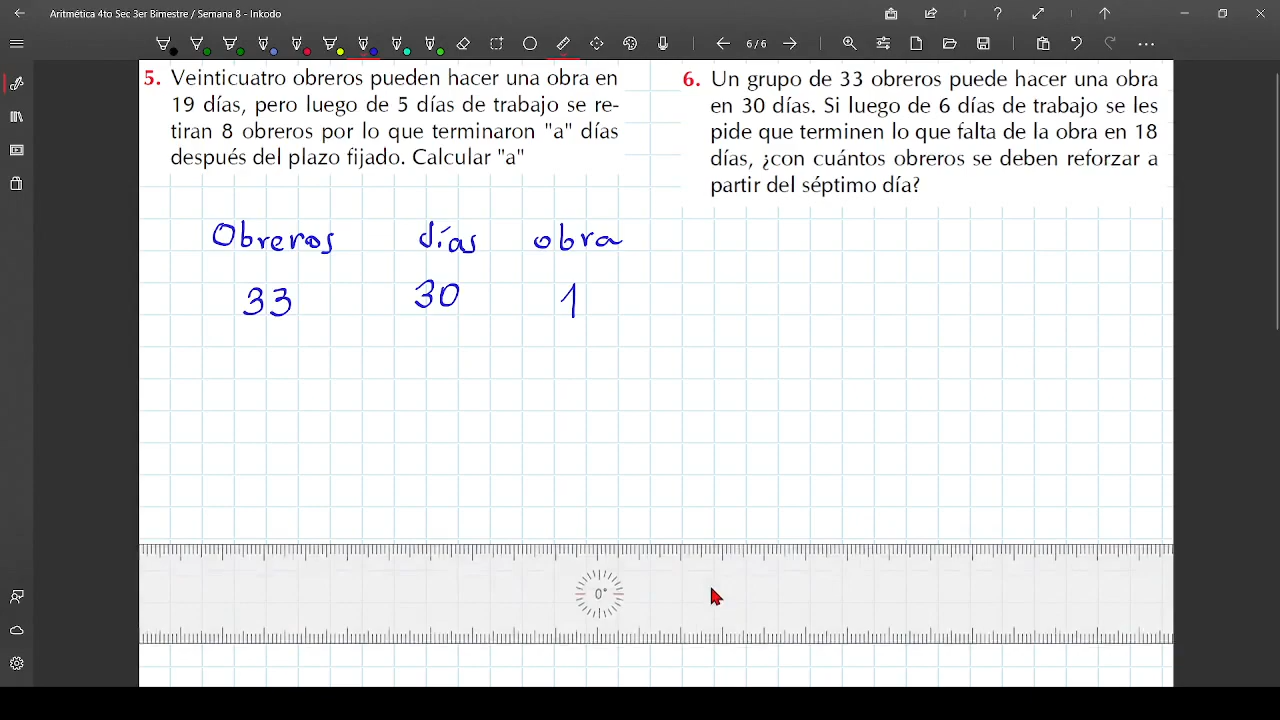 Aritmética 4to Sec 3er Bimestre / Semana 8 - Inkodo
6/6
5. Veinticuatro obreros pueden hacer una obra en
19 días, pero luego de 5 días de trabajo se re-
tiran 8 obreros por lo que terminaron "a" días
después del plazo fijado. Calcular "a"
6. Un grupo de 33 obreros puede hacer una obra
en 30 días. Si luego de 6 días de trabajo se les
pide que terminen lo que falta de la obra en 18
días, ¿con cuántos obreros se deben reforzar a
partir del séptimo día?
Obreros días obra
33 30 1
0°